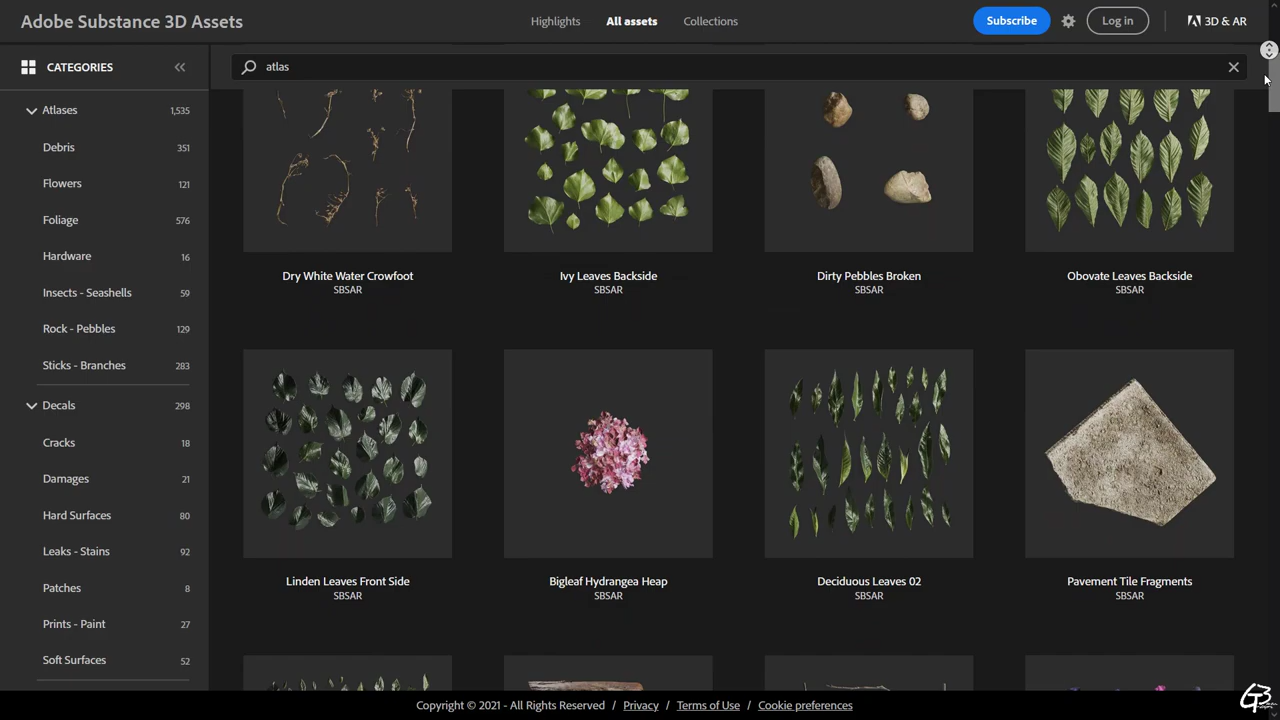 Adobe Substance 3D Assets
Highlights
All assets
Collections
Subscribe
Log in
3D & AR
CATEGORIES
atlas
Atlases 1,535
Debris 351
Flowers 121
Foliage 576
Hardware 16
Insects - Seashells 59
Rock - Pebbles 129
Sticks - Branches 283
Decals 298
Cracks 18
Damages 21
Hard Surfaces 80
Leaks - Stains 92
Patches 8
Prints - Paint 27
Soft Surfaces 52
Dry White Water Crowfoot
SBSAR
Ivy Leaves Backside
SBSAR
Dirty Pebbles Broken
SBSAR
Obovate Leaves Backside
SBSAR
Linden Leaves Front Side
SBSAR
Bigleaf Hydrangea Heap
SBSAR
Deciduous Leaves 02
SBSAR
Pavement Tile Fragments
SBSAR
Copyright © 2021 - All Rights Reserved / Privacy / Terms of Use / Cookie preferences